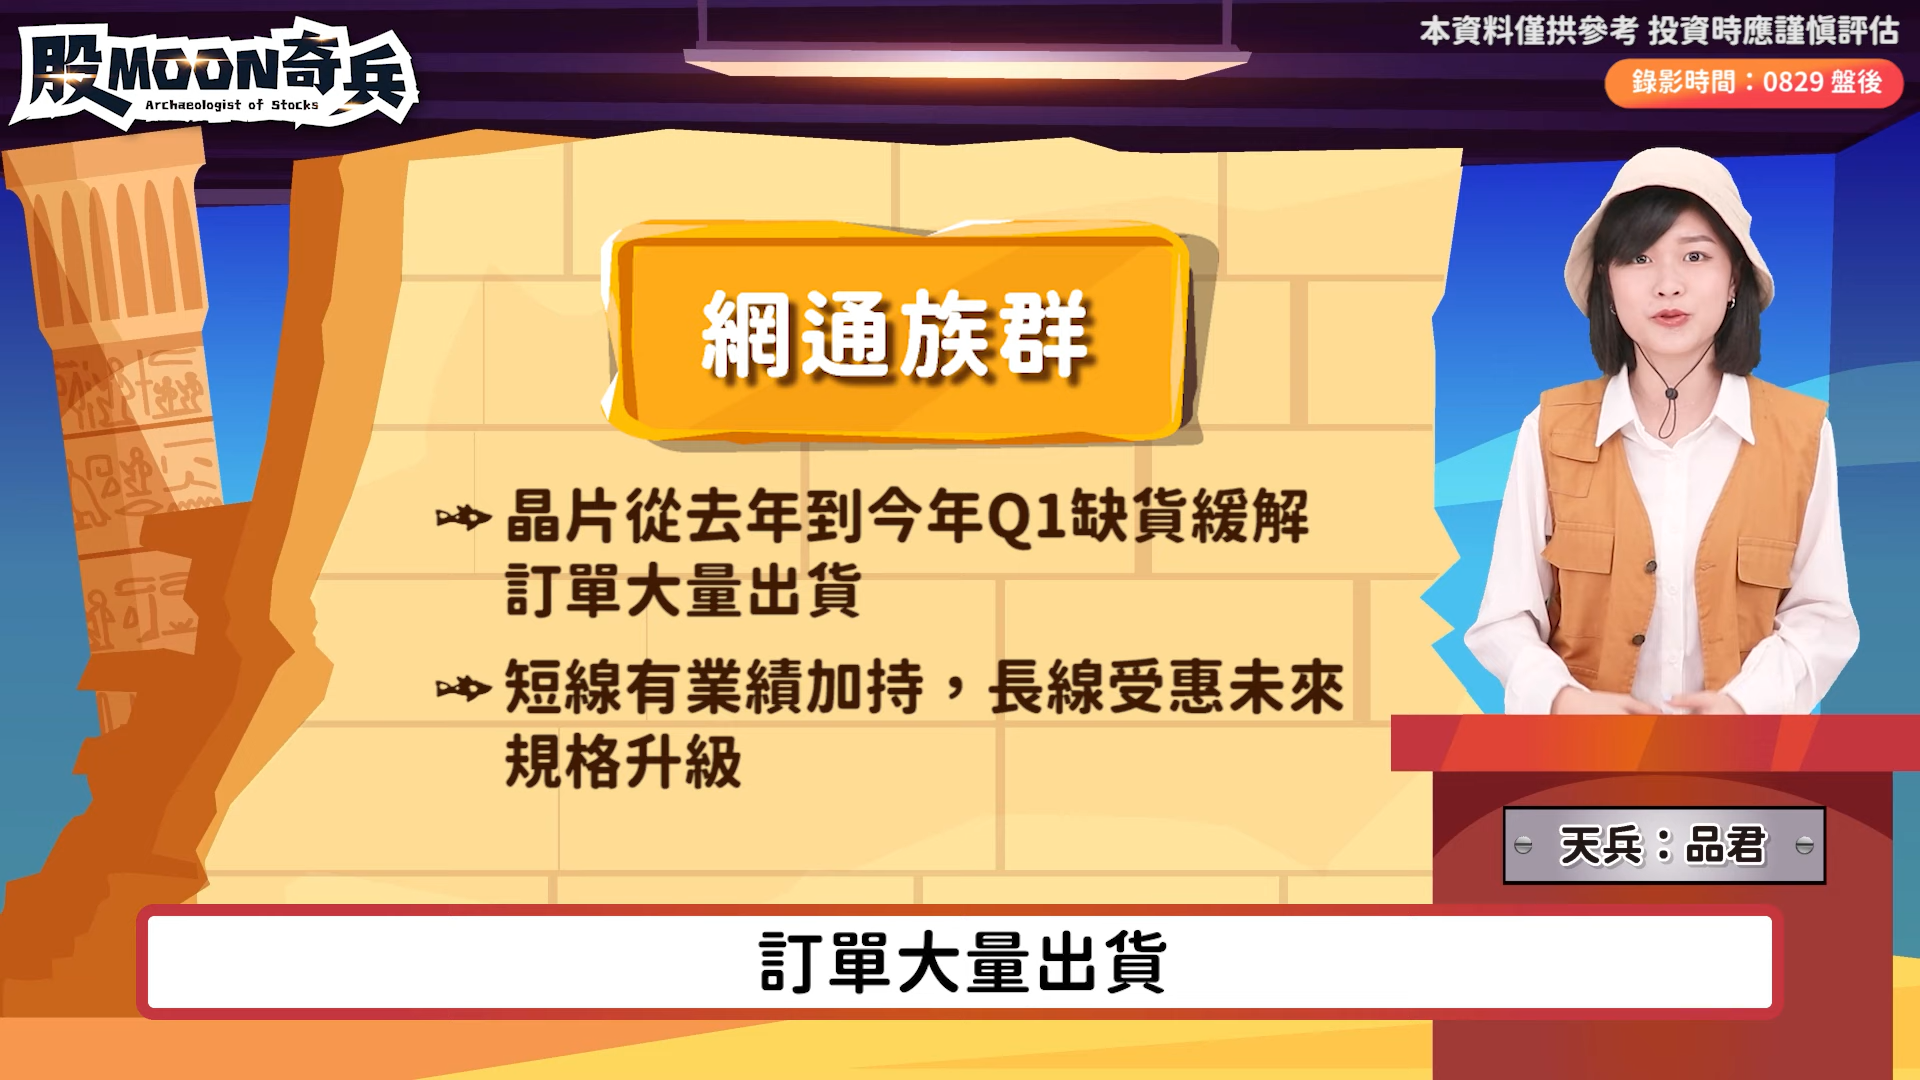 股MOON奇兵
Archaeologist of Stocks
本資料僅拱參考 投資時應謹慎評估
錄影時間：0829 盤後
網通族群
晶片從去年到今年Q1缺貨緩解
訂單大量出貨
短線有業績加持，長線受惠未來
規格升級
天兵：品君
訂單大量出貨